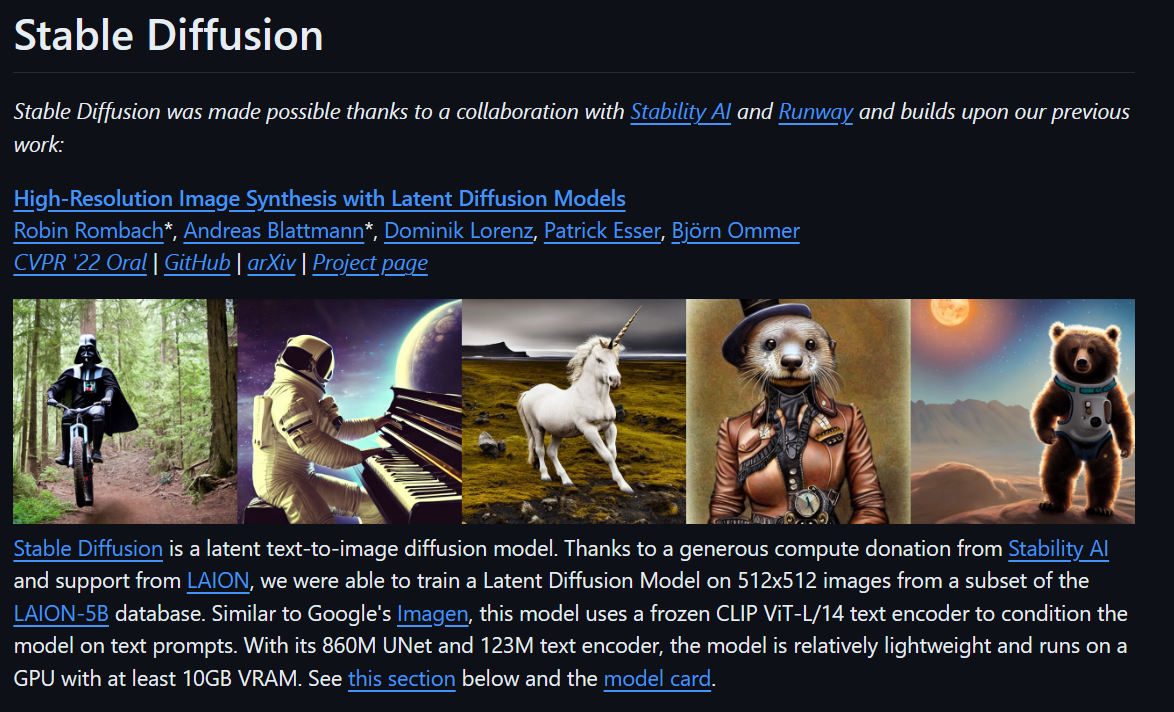 Stable Diffusion
Stable Diffusion was made possible thanks to a collaboration with Stability AI and Runway and builds upon our previous
work:
High-Resolution Image Synthesis with Latent Diffusion Models
Robin Rombach*, Andreas Blattmann*, Dominik Lorenz, Patrick Esser, Björn Ommer
CVPR '22 Oral | GitHub | arXiv | Project page
Stable Diffusion is a latent text-to-image diffusion model. Thanks to a generous compute donation from Stability AI
and support from LAION, we were able to train a Latent Diffusion Model on 512x512 images from a subset of the
LAION-5B database. Similar to Google's Imagen, this model uses a frozen CLIP ViT-L/14 text encoder to condition the
model on text prompts. With its 860M UNet and 123M text encoder, the model is relatively lightweight and runs on a
GPU with at least 10GB VRAM. See this section below and the model card.